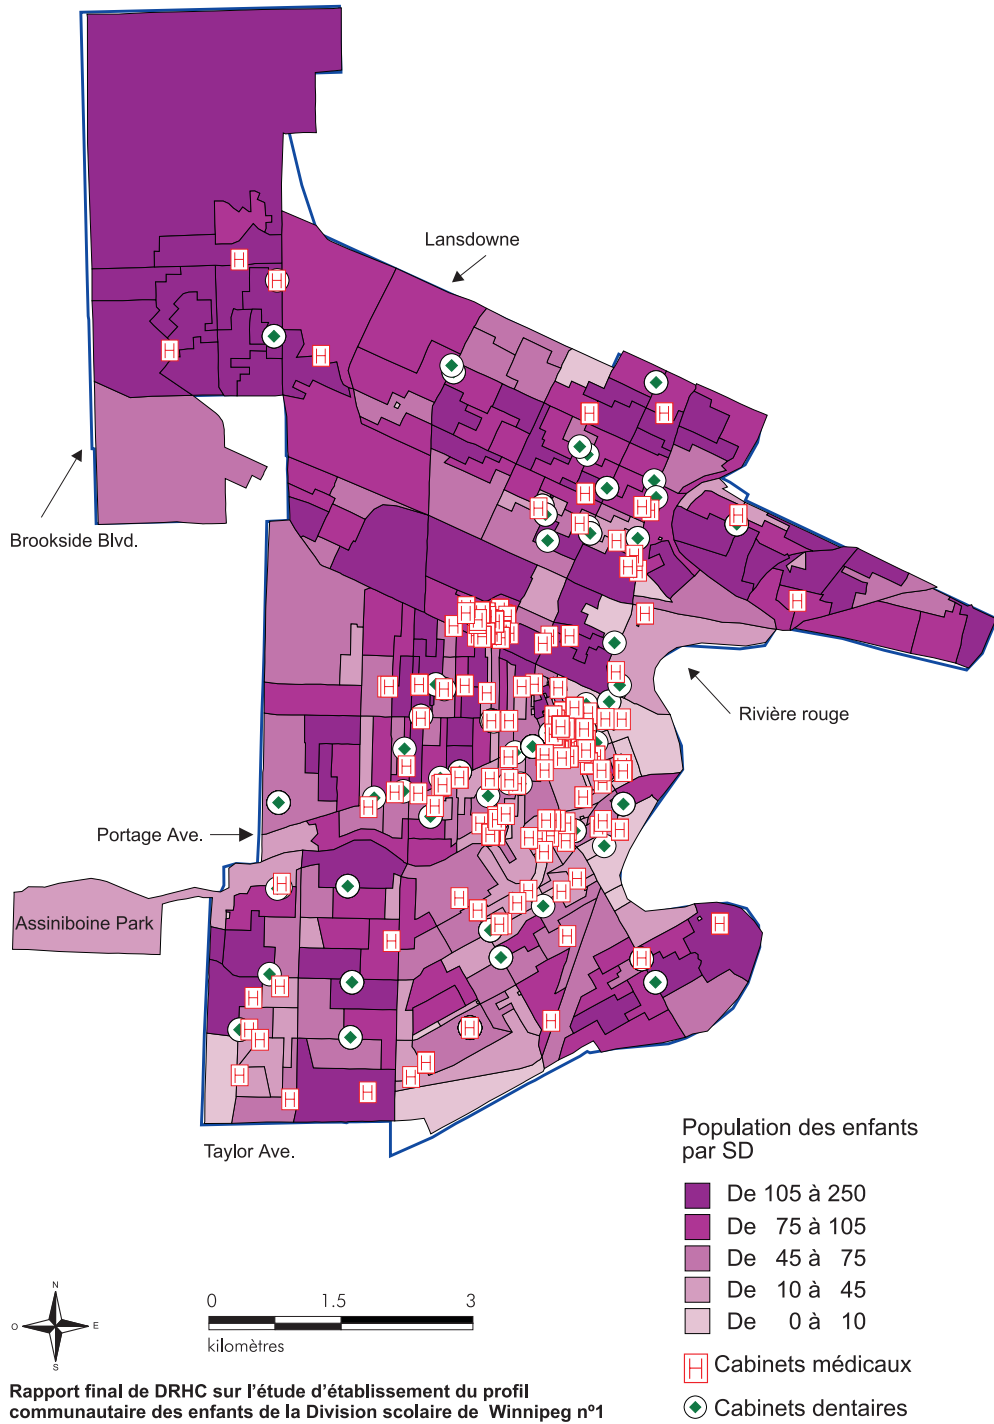 Lansdowne
Brookside Blvd.
Rivière rouge
Portage Ave.
Assiniboine Park
Taylor Ave.
Population des enfants
par SD
De 105 à 250
De 75 à 105
De 45 à 75
De 10 à 45
De 0 à 10
H Cabinets médicaux
Cabinets dentaires
N
O E
S
0 1.5 3
kilomètres
Rapport final de DRHC sur l'étude d'établissement du profil
communautaire des enfants de la Division scolaire de Winnipeg nº1